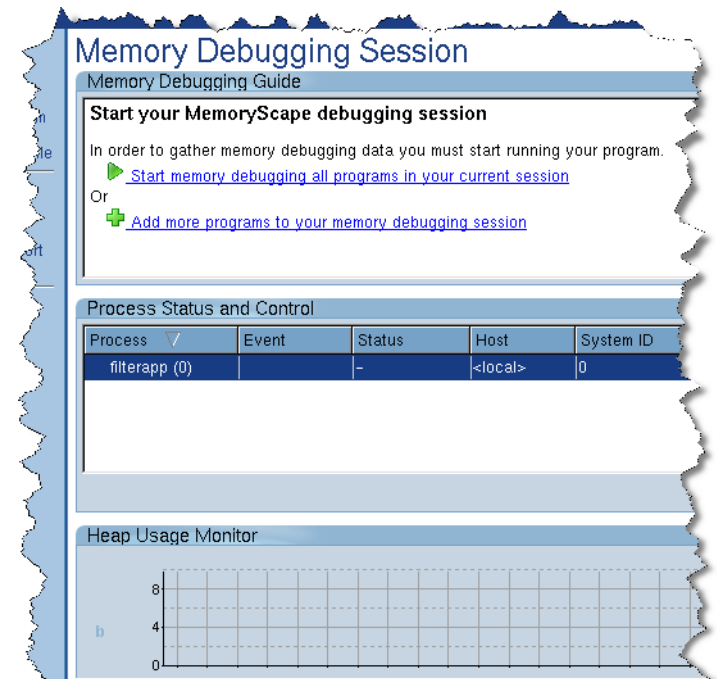 Memory Debugging Session
Memory Debugging Guide
Start your MemoryScape debugging session
In order to gather memory debugging data you must start running your program.
Start memory debugging all programs in your current session
Or
Add more programs to your memory debugging session
Process Status and Control
Process Event Status Host System ID
filterapp (0) – <local> 0
Heap Usage Monitor
8
b
4
0